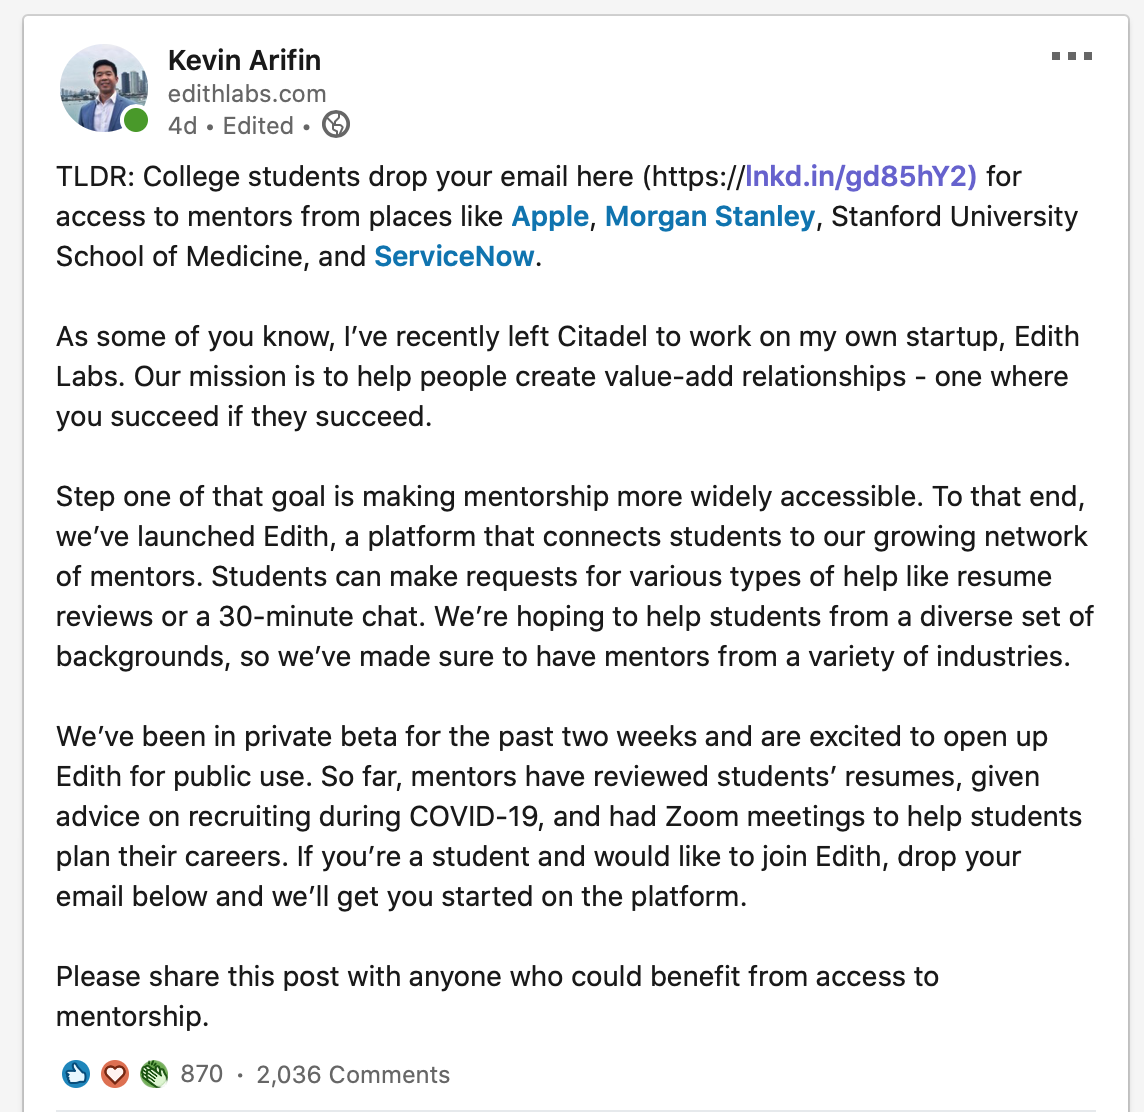 Kevin Arifin
edithlabs.com
4d • Edited •
TLDR: College students drop your email here (https://lnkd.in/gd85hY2) for
access to mentors from places like Apple, Morgan Stanley, Stanford University
School of Medicine, and ServiceNow.
As some of you know, I’ve recently left Citadel to work on my own startup, Edith
Labs. Our mission is to help people create value-add relationships - one where
you succeed if they succeed.
Step one of that goal is making mentorship more widely accessible. To that end,
we’ve launched Edith, a platform that connects students to our growing network
of mentors. Students can make requests for various types of help like resume
reviews or a 30-minute chat. We’re hoping to help students from a diverse set of
backgrounds, so we’ve made sure to have mentors from a variety of industries.
We’ve been in private beta for the past two weeks and are excited to open up
Edith for public use. So far, mentors have reviewed students’ resumes, given
advice on recruiting during COVID-19, and had Zoom meetings to help students
plan their careers. If you’re a student and would like to join Edith, drop your
email below and we’ll get you started on the platform.
Please share this post with anyone who could benefit from access to
mentorship.
870 · 2,036 Comments